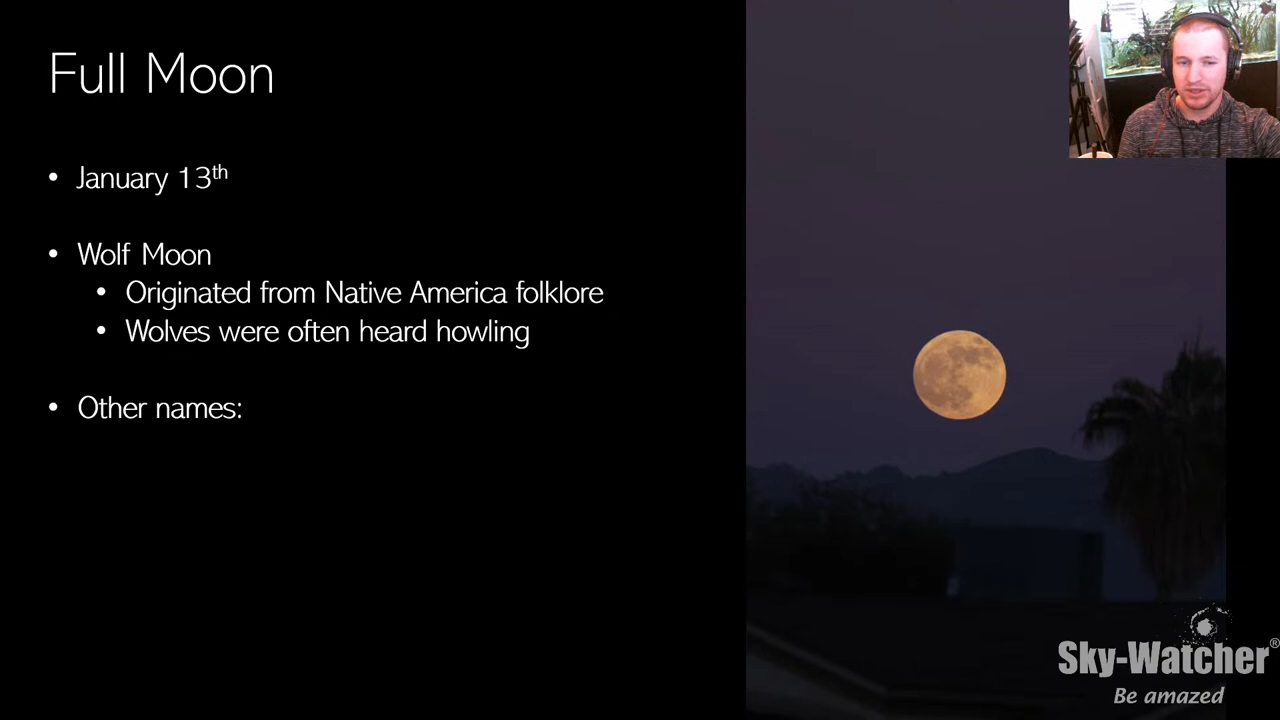 Full Moon
• January 13th
• Wolf Moon
• Originated from Native America folklore
• Wolves were often heard howling
• Other names:
Sky-Watcher®
Be amazed